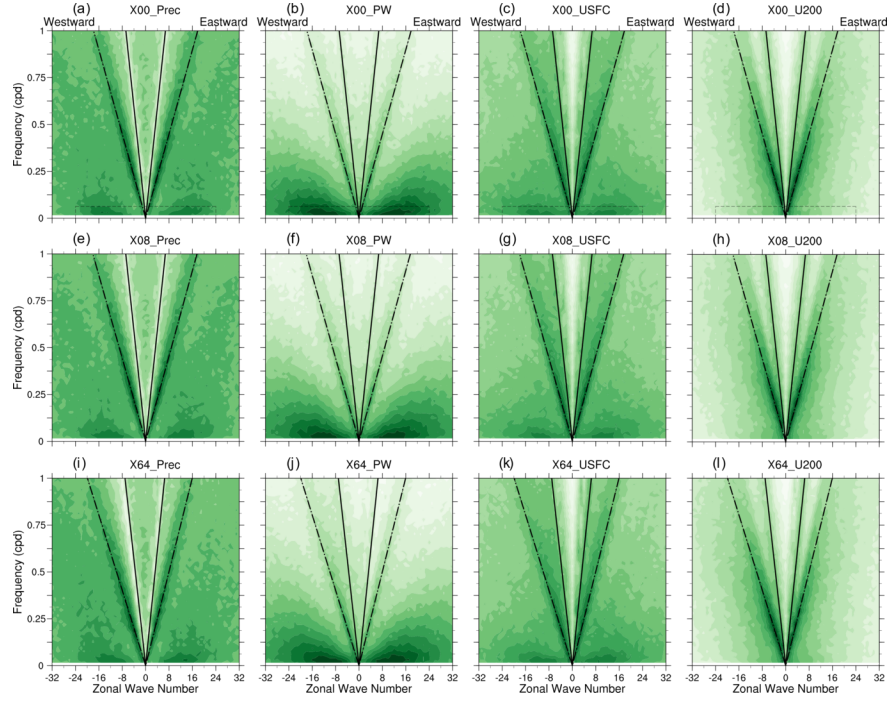 (a) X00_Prec
Westward Eastward
(b) X00_PW
Westward Eastward
(c) X00_USFC
Westward Eastward
(d) X00_U200
Westward Eastward
Frequency (cpd)
1
0.75
0.5
0.25
0
(e) X08_Prec
(f) X08_PW
(g) X08_USFC
(h) X08_U200
Frequency (cpd)
1
0.75
0.5
0.25
0
(i) X64_Prec
(j) X64_PW
(k) X64_USFC
(l) X64_U200
Frequency (cpd)
1
0.75
0.5
0.25
0
-32 -24 -16 -8 0 8 16 24 32
-32 -24 -16 -8 0 8 16 24 32
-32 -24 -16 -8 0 8 16 24 32
-32 -24 -16 -8 0 8 16 24 32
Zonal Wave Number
Zonal Wave Number
Zonal Wave Number
Zonal Wave Number